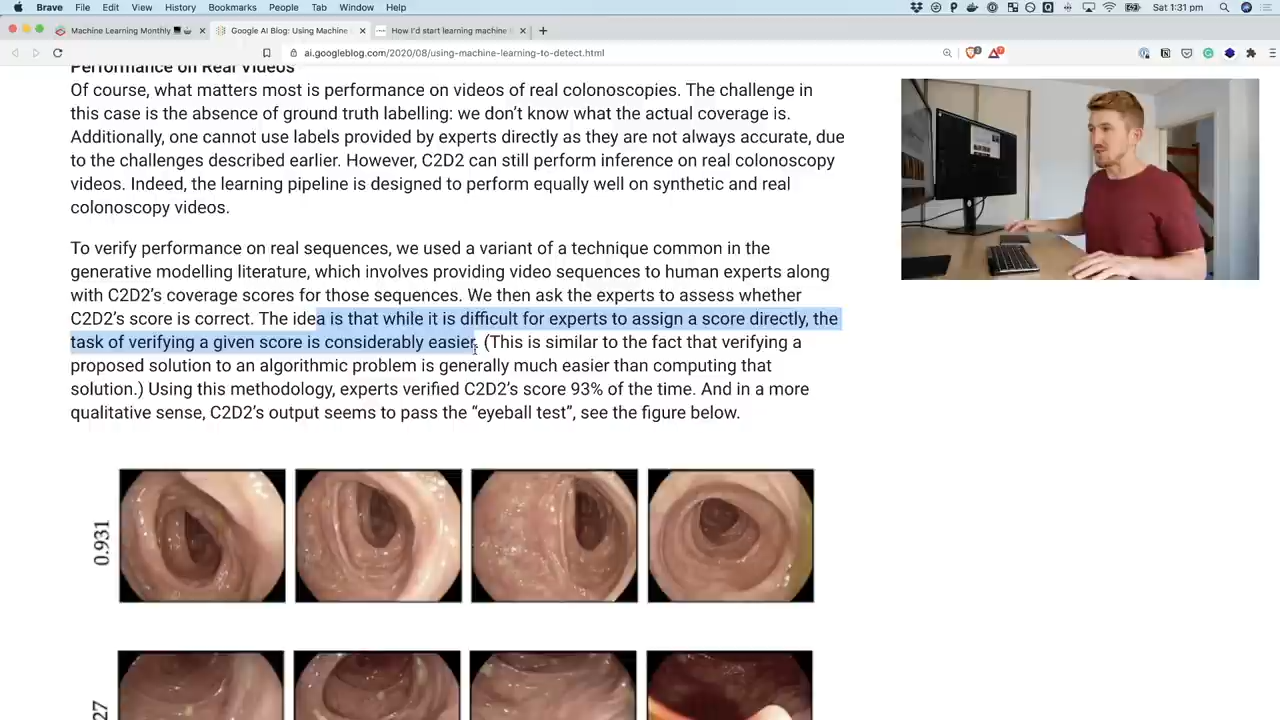 Brave File Edit View History Bookmarks People Tab Window Help Sat 1:31 pm
Machine Learning Monthly Google AI Blog: Using Machine How I'd start learning machine
ai.googleblog.com/2020/08/using-machine-learning-to-detect.html
Performance on Real Videos
Of course, what matters most is performance on videos of real colonoscopies. The challenge in
this case is the absence of ground truth labelling: we don’t know what the actual coverage is.
Additionally, one cannot use labels provided by experts directly as they are not always accurate, due
to the challenges described earlier. However, C2D2 can still perform inference on real colonoscopy
videos. Indeed, the learning pipeline is designed to perform equally well on synthetic and real
colonoscopy videos.
To verify performance on real sequences, we used a variant of a technique common in the
generative modelling literature, which involves providing video sequences to human experts along
with C2D2’s coverage scores for those sequences. We then ask the experts to assess whether
C2D2’s score is correct. The idea is that while it is difficult for experts to assign a score directly, the
task of verifying a given score is considerably easier. (This is similar to the fact that verifying a
proposed solution to an algorithmic problem is generally much easier than computing that
solution.) Using this methodology, experts verified C2D2’s score 93% of the time. And in a more
qualitative sense, C2D2’s output seems to pass the “eyeball test”, see the figure below.
0.931
27